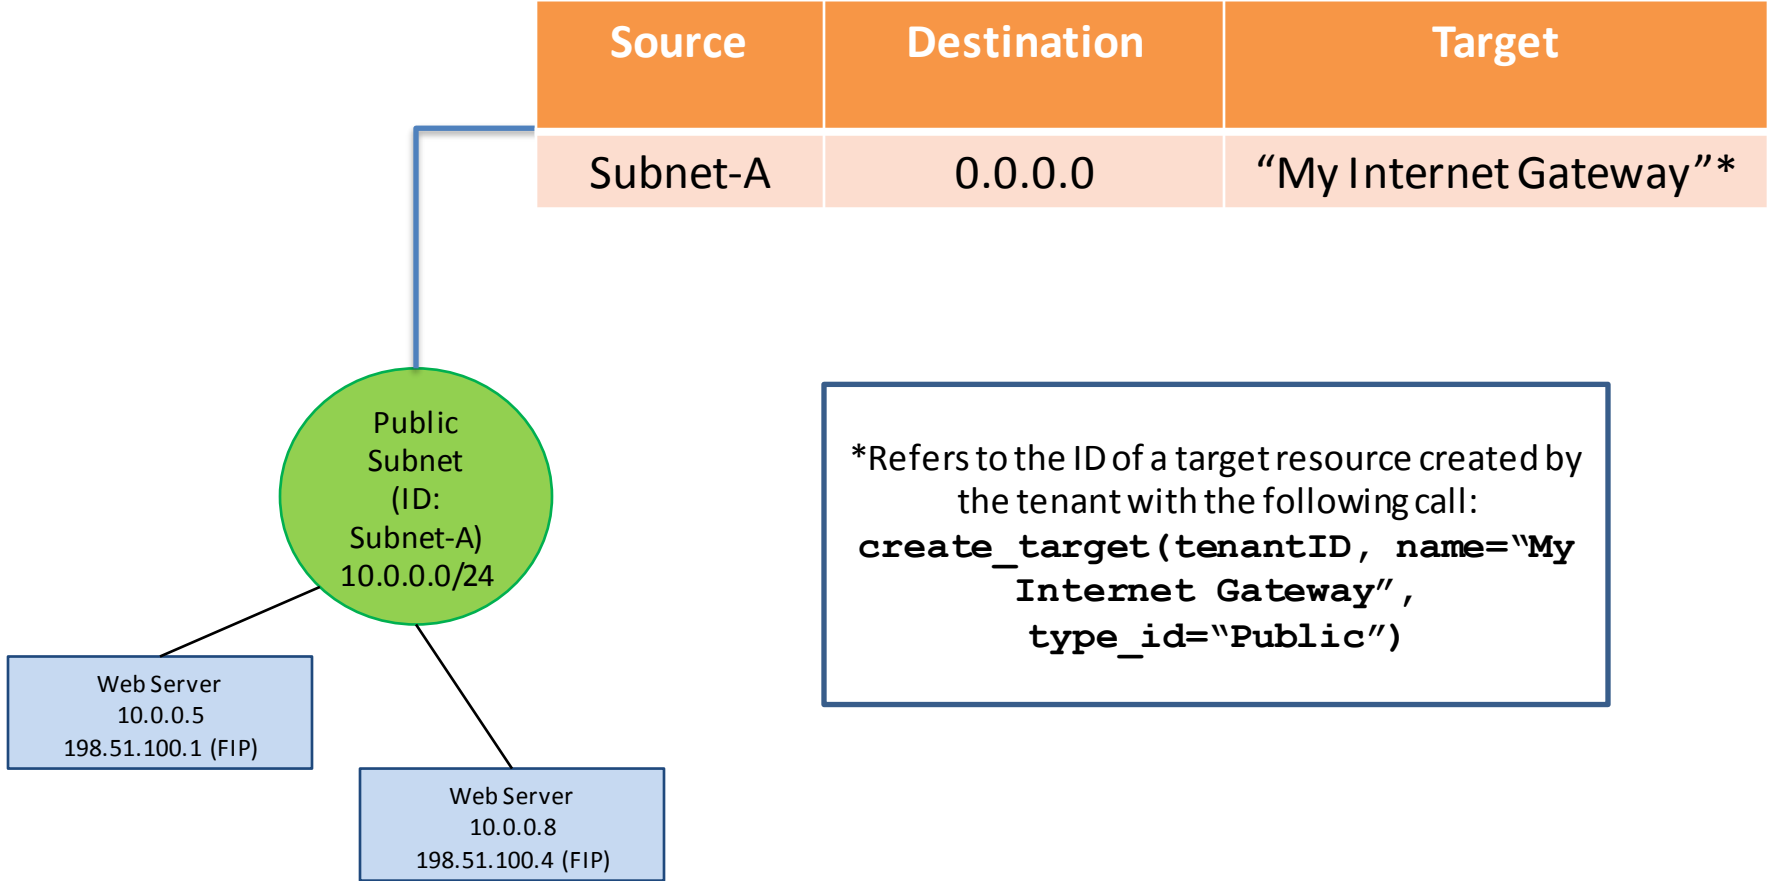 Source Destination Target
Subnet-A 0.0.0.0 “My Internet Gateway”*
Public
Subnet
(ID:
Subnet-A)
10.0.0.0/24
*Refers to the ID of a target resource created by
the tenant with the following call:
create_target(tenantID, name=“My
Internet Gateway”,
type_id=“Public”)
Web Server
10.0.0.5
198.51.100.1 (FIP)
Web Server
10.0.0.8
198.51.100.4 (FIP)